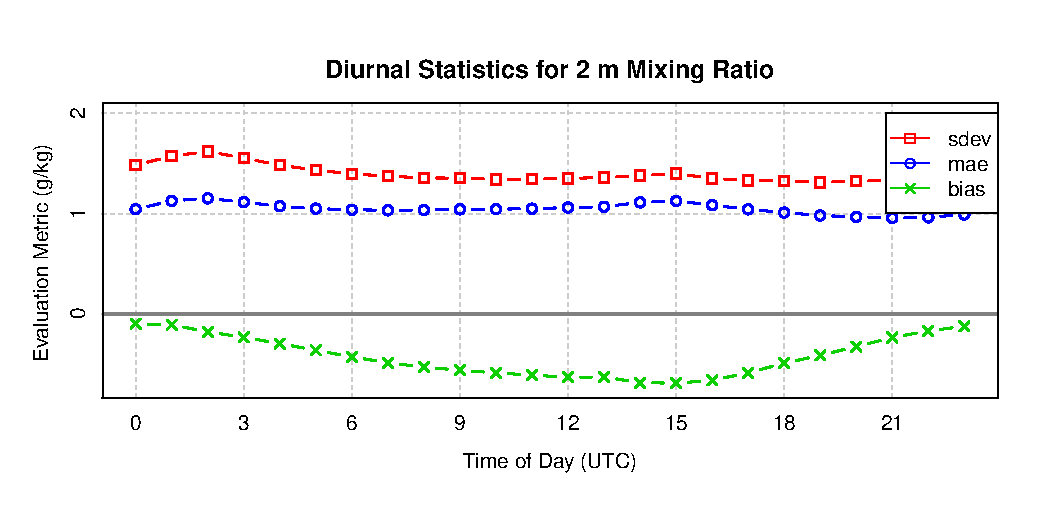 Diurnal Statistics for 2 m Mixing Ratio
Evaluation Metric (g/kg)
2
1
0
sdev
mae
bias
0 3 6 9 12 15 18 21
Time of Day (UTC)